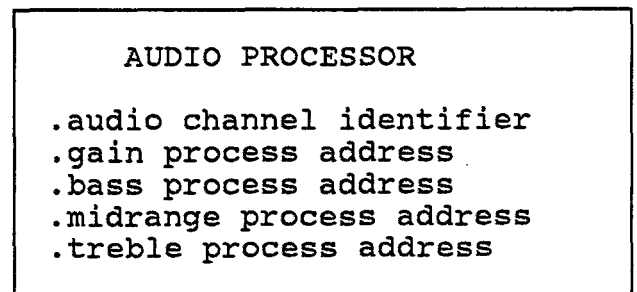 AUDIO PROCESSOR
.audio channel identifier
.gain process address
.bass process address
.midrange process address
.treble process address